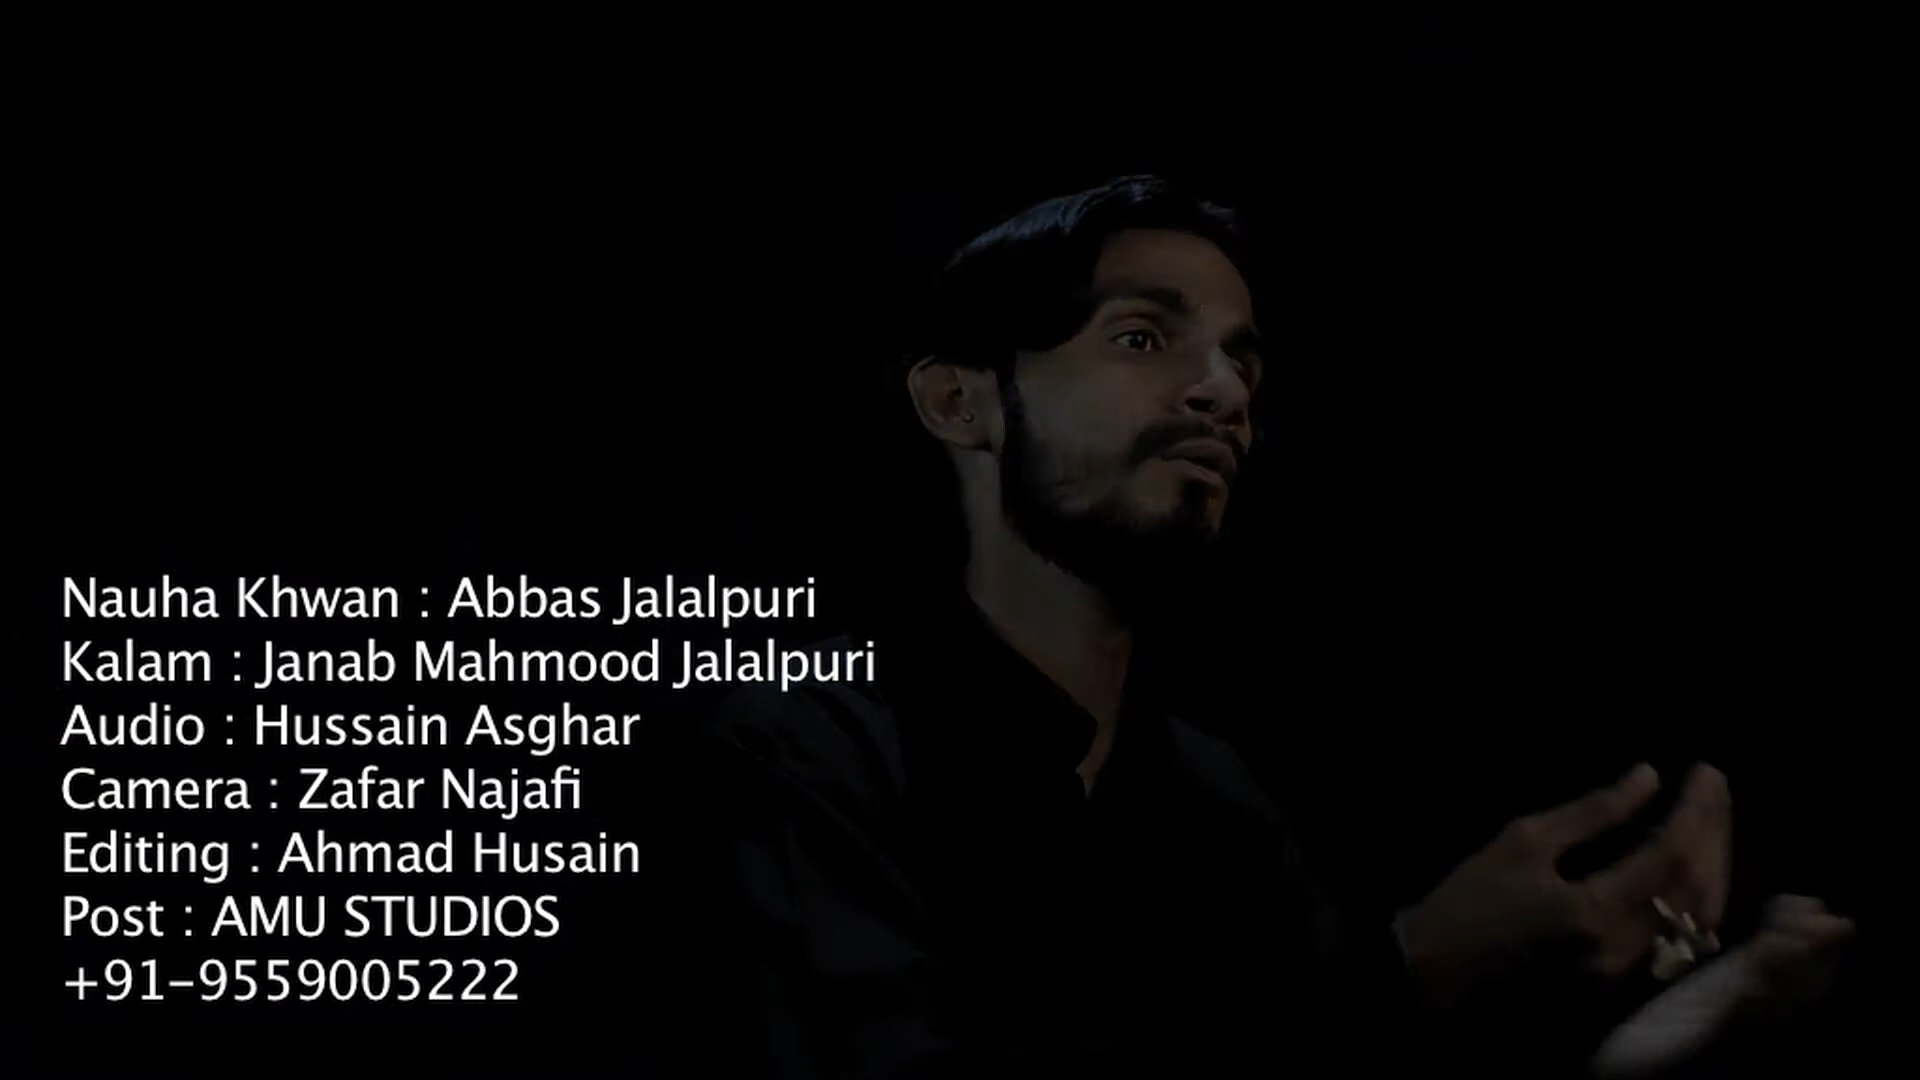 Nauha Khwan : Abbas Jalalpuri
Kalam : Janab Mahmood Jalalpuri
Audio : Hussain Asghar
Camera : Zafar Najafi
Editing : Ahmad Husain
Post : AMU STUDIOS
+91-9559005222